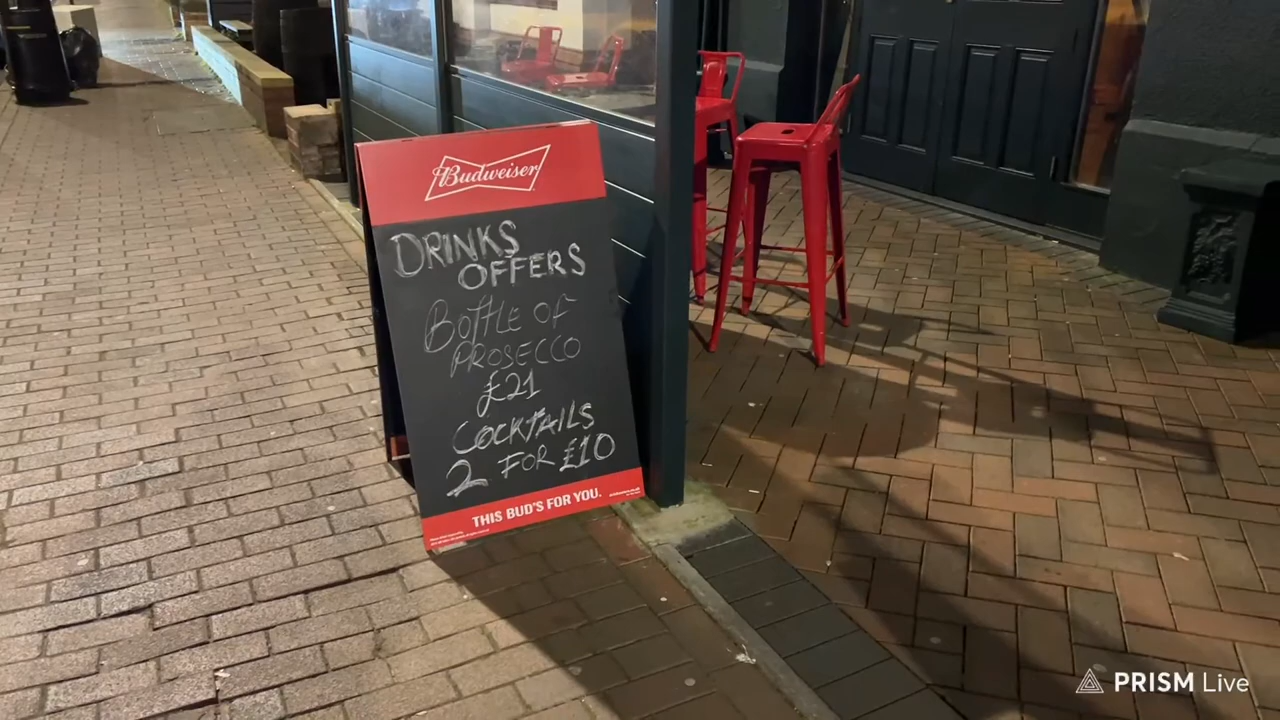 Budweiser
DRINKS
OFFERS
BOTTLE OF
PROSECCO
£21
COCKTAILS
2 FOR £10
THIS BUD'S FOR YOU.
PRISM Live